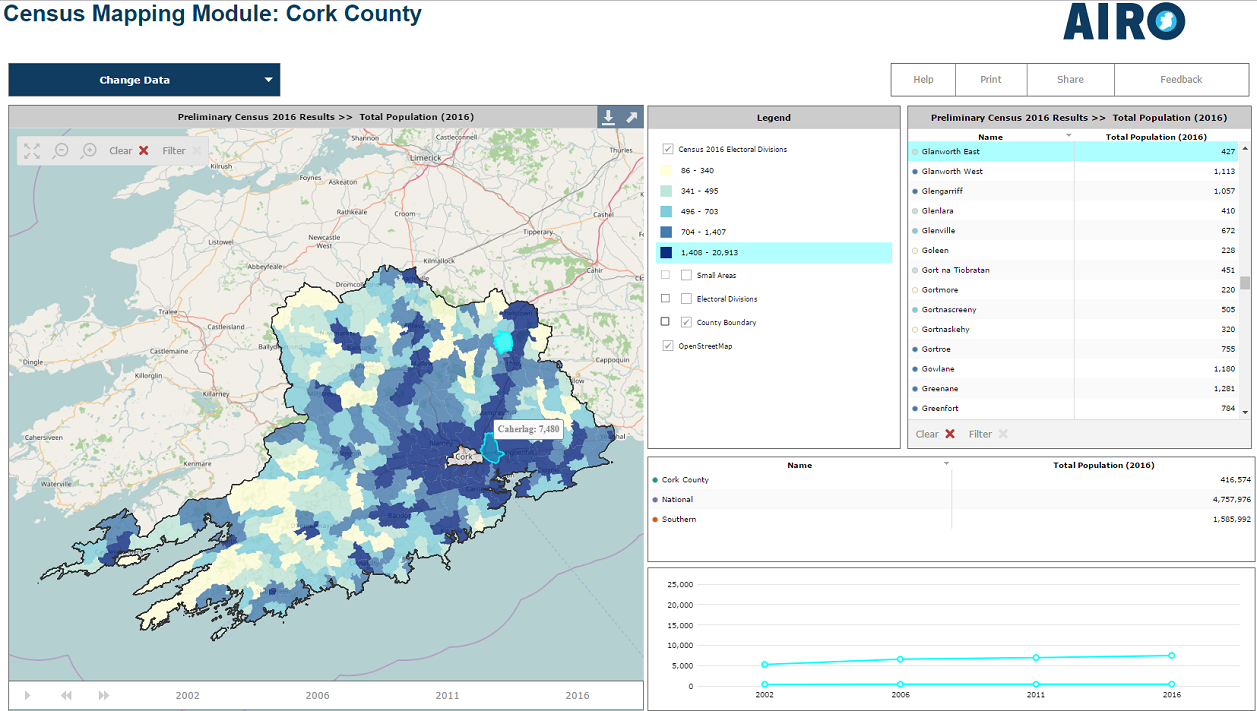 Census Mapping Module: Cork County
AIRO
Change Data
Help Print Share Feedback
Preliminary Census 2016 Results >> Total Population (2016)
Clear Filter
Shannon
Castleconnell
Thurles
Limerick
Kilrush
Foynes
Askeaton
Rathkeale
Croom
Cashel
Listowel
Newcastle West
Tipperary
Abbeyfeale
Kilmallock
Cahir
Tralee
Castleisland
Castlemaine
Cappoquin
Dingle
Killorglin
Killarney
Cahersiveen
Kenmare
Waterville
Cork
Caherlag: 7,480
2002 2006 2011 2016
Legend
Census 2016 Electoral Divisions
86 - 340
341 - 495
496 - 703
704 - 1,407
1,408 - 20,913
Small Areas
Electoral Divisions
County Boundary
OpenStreetMap
Preliminary Census 2016 Results >> Total Population (2016)
Name Total Population (2016)
Glanworth East 427
Glanworth West 1,113
Glengarriff 1,057
Glenlara 410
Glenville 672
Goleen 228
Gort na Tiobratan 451
Gortmore 220
Gortnascreeny 505
Gortnaskehy 320
Gortroe 755
Gowlane 1,180
Greenane 1,281
Greenfort 784
Clear Filter
Name Total Population (2016)
Cork County 416,574
National 4,757,976
Southern 1,585,992
25,000
20,000
15,000
10,000
5,000
0
2002 2006 2011 2016